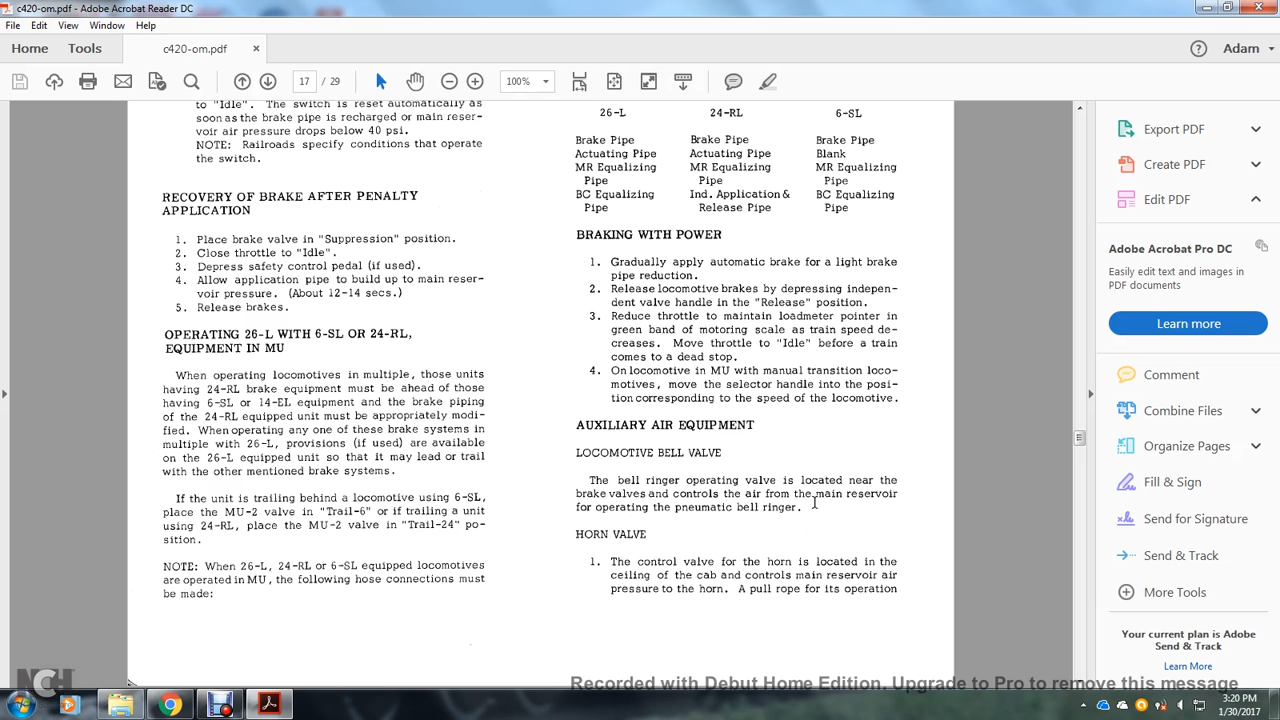 c420-om.pdf - Adobe Acrobat Reader DC
File Edit View Window Help
Home Tools c420-om.pdf × Adam
17 / 29 100%
to "Idle". The switch is reset automatically as
soon as the brake pipe is recharged or main reser-
voir air pressure drops below 40 psi.
NOTE: Railroads specify conditions that operate
the switch.
RECOVERY OF BRAKE AFTER PENALTY
APPLICATION
1. Place brake valve in "Suppression" position.
2. Close throttle to "Idle".
3. Depress safety control pedal (if used).
4. Allow application pipe to build up to main reser-
voir pressure. (About 12-14 secs.)
5. Release brakes.
OPERATING 26-L WITH 6-SL OR 24-RL,
EQUIPMENT IN MU
When operating locomotives in multiple, those units
having 24-RL brake equipment must be ahead of those
having 6-SL or 14-EL equipment and the brake piping
of the 24-RL equipped unit must be appropriately modi-
fied. When operating any one of these brake systems in
multiple with 26-L, provisions (if used) are available
on the 26-L equipped unit so that it may lead or trail
with the other mentioned brake systems.
If the unit is trailing behind a locomotive using 6-SL,
place the MU-2 valve in "Trail-6" or if trailing a unit
using 24-RL, place the MU-2 valve in "Trail-24" po-
sition.
NOTE: When 26-L, 24-RL or 6-SL equipped locomotives
are operated in MU, the following hose connections must
be made:
26-L 24-RL 6-SL
Brake Pipe Brake Pipe Brake Pipe
Actuating Pipe Actuating Pipe Blank
MR Equalizing MR Equalizing MR Equalizing
Pipe Pipe Pipe
BC Equalizing Ind. Application & BC Equalizing
Pipe Release Pipe Pipe
BRAKING WITH POWER
1. Gradually apply automatic brake for a light brake
pipe reduction.
2. Release locomotive brakes by depressing indepen-
dent valve handle in the "Release" position.
3. Reduce throttle to maintain loadmeter pointer in
green band of motoring scale as train speed de-
creases. Move throttle to "Idle" before a train
comes to a dead stop.
4. On locomotive in MU with manual transition loco-
motives, move the selector handle into the posi-
tion corresponding to the speed of the locomotive.
AUXILIARY AIR EQUIPMENT
LOCOMOTIVE BELL VALVE
The bell ringer operating valve is located near the
brake valves and controls the air from the main reservoir
for operating the pneumatic bell ringer.
HORN VALVE
1. The control valve for the horn is located in the
ceiling of the cab and controls main reservoir air
pressure to the horn. A pull rope for its operation
Export PDF
Create PDF
Edit PDF
Adobe Acrobat Pro DC
Easily edit text and images in
PDF documents
Learn more
Comment
Combine Files
Organize Pages
Fill & Sign
Send for Signature
Send & Track
More Tools
Your current plan is Adobe
Send & Track
Learn More
NCH
Recorded with Debut Home Edition. Upgrade to Pro to remove this message
3:20 PM
1/30/2017